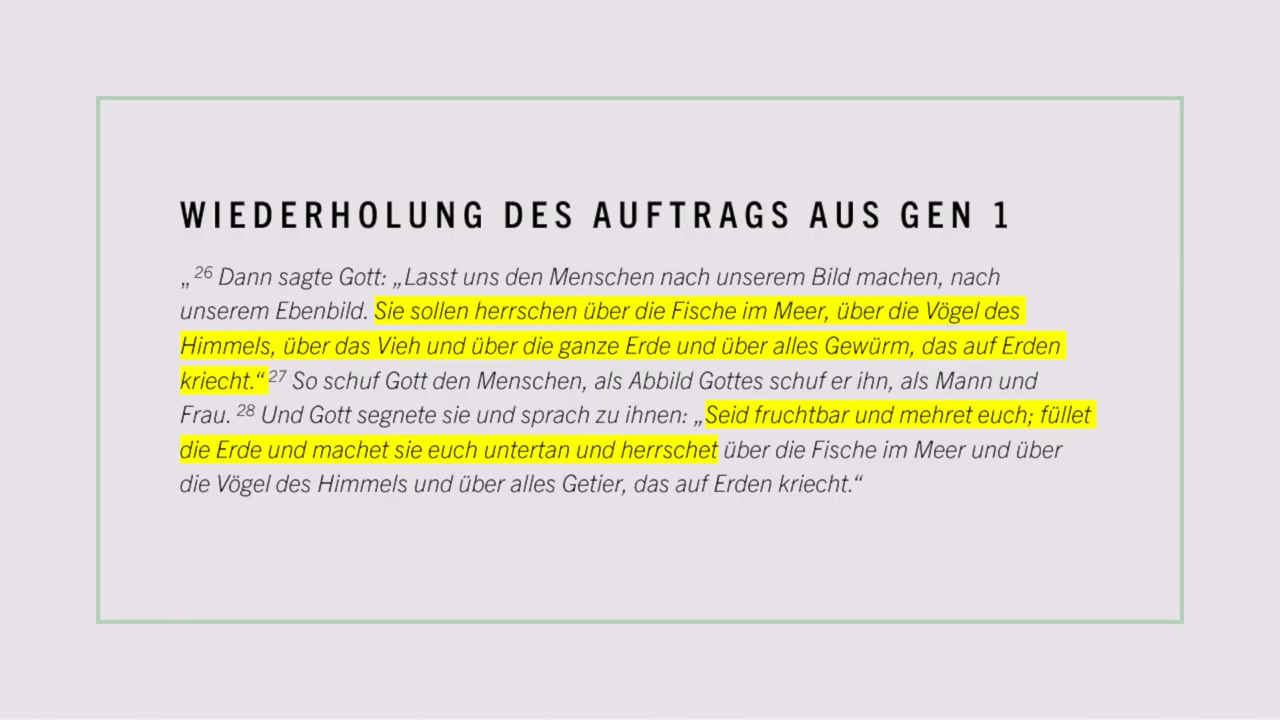 WIEDERHOLUNG DES AUFTRAGS AUS GEN 1
„²⁶ Dann sagte Gott: „Lasst uns den Menschen nach unserem Bild machen, nach
unserem Ebenbild. Sie sollen herrschen über die Fische im Meer, über die Vögel des
Himmels, über das Vieh und über die ganze Erde und über alles Gewürm, das auf Erden
kriecht.“ ²⁷ So schuf Gott den Menschen, als Abbild Gottes schuf er ihn, als Mann und
Frau. ²⁸ Und Gott segnete sie und sprach zu ihnen: „Seid fruchtbar und mehret euch; füllet
die Erde und machet sie euch untertan und herrschet über die Fische im Meer und über
die Vögel des Himmels und über alles Getier, das auf Erden kriecht.“